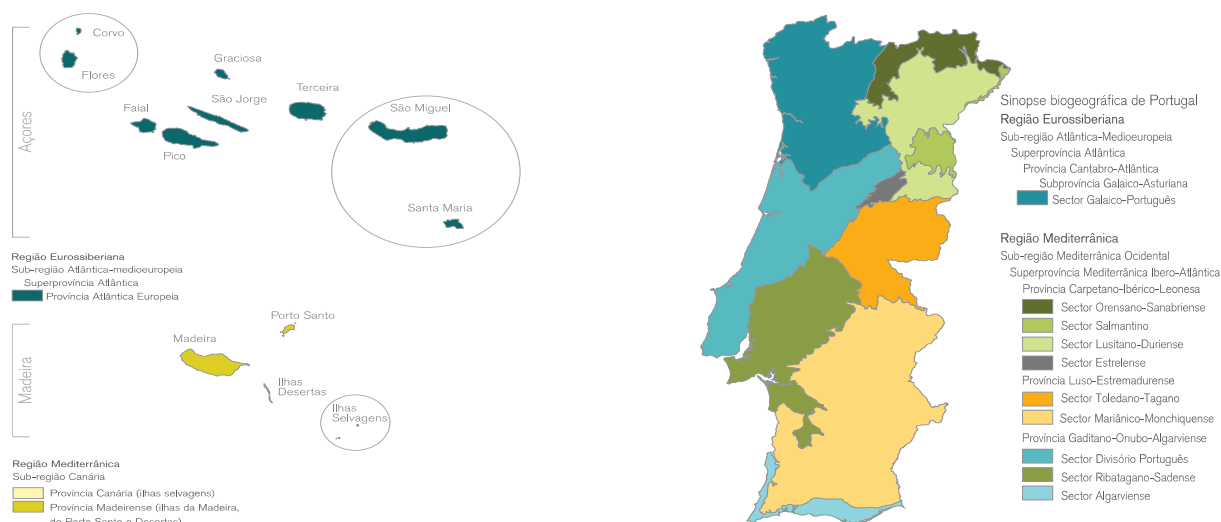 Açores
Corvo
Flores
Graciosa
São Jorge
Terceira
Faial
Pico
São Miguel
Santa Maria
Região Eurossiberiana
Sub-região Atlântica-medioeuropeia
Superprovíncia Atlântica
Província Atlântica Europeia
Madeira
Porto Santo
Madeira
Ilhas
Desertas
Ilhas
Selvagens
Região Mediterrânica
Sub-região Canária
Província Canária (ilhas selvagens)
Província Madeirense (ilhas da Madeira,
de Porto Santo e Desertas)
Sinopse biogeográfica de Portugal
Região Eurossiberiana
Sub-região Atlântica-Medioeuropeia
Superprovíncia Atlântica
Província Cantabro-Atlântica
Subprovíncia Galaico-Asturiana
Sector Galaico-Português
Região Mediterrânica
Sub-região Mediterrânica Ocidental
Superprovíncia Mediterrânica Ibero-Atlântica
Província Carpetano-Ibérico-Leonesa
Sector Orensano-Sanabriense
Sector Salmantino
Sector Lusitano-Duriense
Sector Estrelense
Província Luso-Estremadurense
Sector Toledano-Tagano
Sector Mariânico-Monchiquense
Província Gaditano-Onubo-Algarviense
Sector Divisório Português
Sector Ribatagano-Sadense
Sector Algarviense